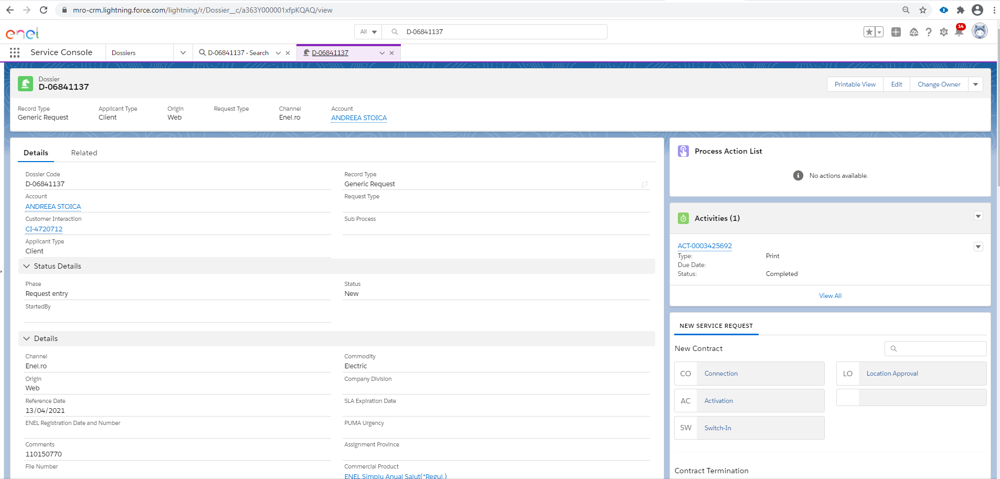 mro-crm.lightning.force.com/lightning/r/Dossier__c/a363Y000001xfpKQAQ/view
enel
All
D-06841137
14
Service Console
Dossiers
D-06841137 - Search
D-06841137
Dossier
D-06841137
Printable View
Edit
Change Owner
Record Type
Generic Request
Applicant Type
Client
Origin
Web
Request Type
Channel
Enel.ro
Account
ANDREEA STOICA
Details
Related
Dossier Code
D-06841137
Record Type
Generic Request
Account
ANDREEA STOICA
Request Type
Customer Interaction
CI-4720712
Sub Process
Applicant Type
Client
Status Details
Phase
Request entry
Status
New
StartedBy
Details
Channel
Enel.ro
Commodity
Electric
Origin
Web
Company Division
Reference Date
13/04/2021
SLA Expiration Date
ENEL Registration Date and Number
PUMA Urgency
Comments
110150770
Assignment Province
File Number
Commercial Product
ENEL Simplu Anual Salut(*Regul.)
Process Action List
No actions available.
Activities (1)
ACT-0003425692
Type: Print
Due Date:
Status: Completed
View All
NEW SERVICE REQUEST
New Contract
CO Connection
LO Location Approval
AC Activation
SW Switch-In
Contract Termination